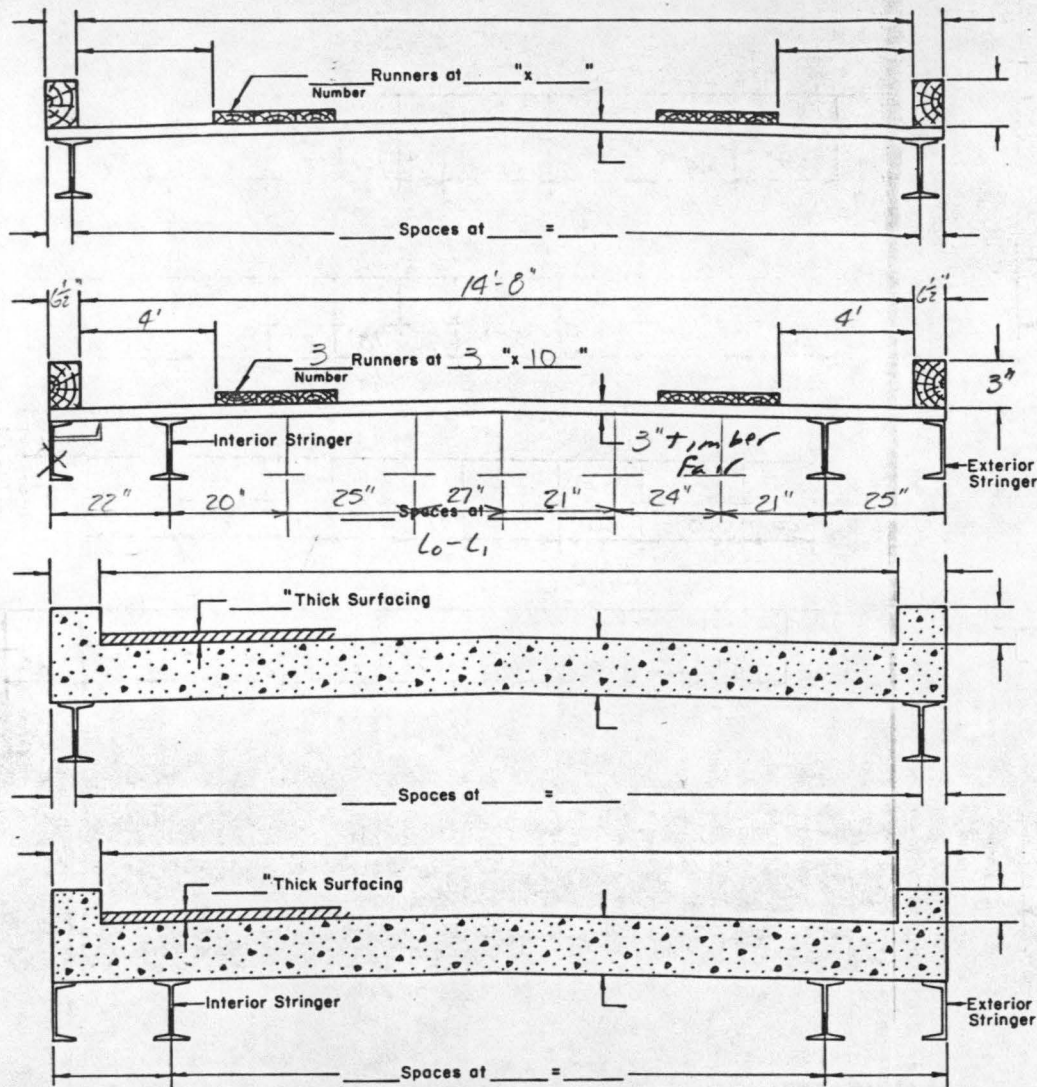 Runners at " x "
Number
Spaces at =
6½" 14'-8" 6½"
4' 4'
3 Runners at 3 " x 10 "
Number
3"
Interior Stringer
3" timber
Fair
Exterior
Stringer
22" 20" 25" 27" 21" 24" 21" 25"
Spaces at =
L₀-L₁
" Thick Surfacing
Spaces at =
" Thick Surfacing
Interior Stringer
Exterior
Stringer
Spaces at =